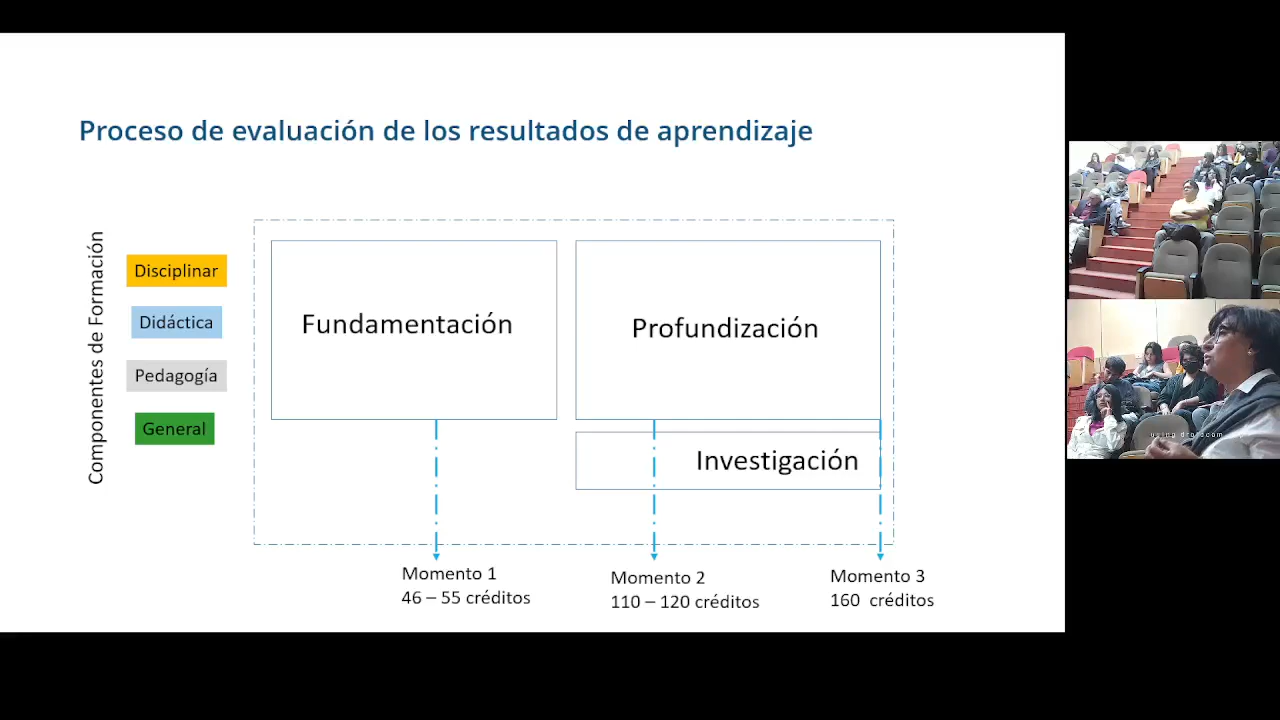 Proceso de evaluación de los resultados de aprendizaje
Componentes de Formación
Disciplinar
Didáctica
Pedagogía
General
Fundamentación
Profundización
Investigación
Momento 1
46 – 55 créditos
Momento 2
110 – 120 créditos
Momento 3
160 créditos